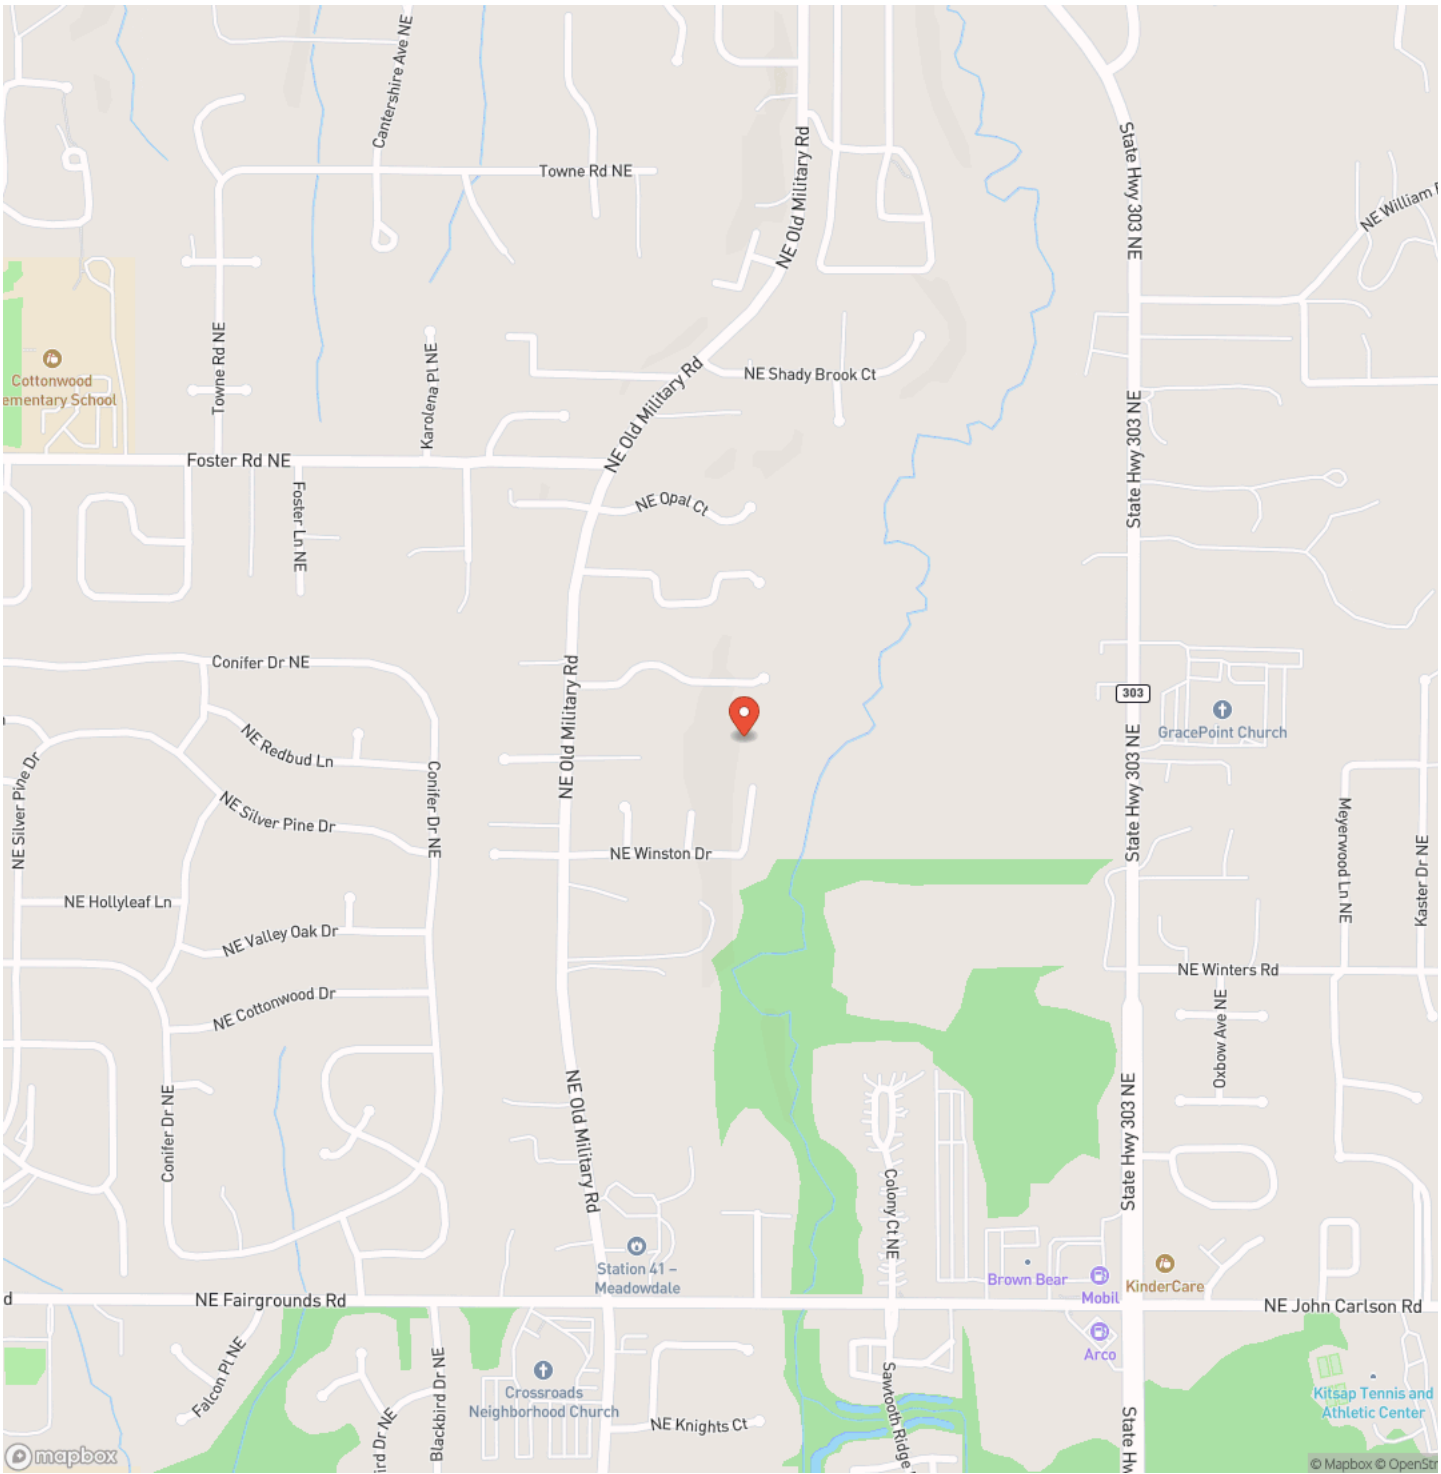 Cantershire Ave NE
Towne Rd NE
NE Old Military Rd
State Hwy 303 NE
NE William
Cottonwood
ementary School
Towne Rd NE
Karolena Pl NE
NE Old Military Rd
NE Shady Brook Ct
State Hwy 303 NE
Foster Rd NE
Foster Ln NE
NE Opal Ct
Conifer Dr NE
NE Old Military Rd
303
GracePoint Church
State Hwy 303 NE
NE Silver Pine Dr
NE Redbud Ln
Conifer Dr NE
NE Silver Pine Dr
NE Winston Dr
Meyerwood Ln NE
Kaster Dr NE
NE Hollyleaf Ln
NE Valley Oak Dr
NE Winters Rd
NE Cottonwood Dr
Oxbow Ave NE
Conifer Dr NE
NE Old Military Rd
State Hwy 303 NE
Colony Ct NE
Station 41 –
Meadowdale
Brown Bear
Mobil
KinderCare
d
NE Fairgrounds Rd
NE John Carlson Rd
Arco
Falcon Pl NE
Blackbird Dr NE
ird Dr NE
Crossroads
Neighborhood Church
NE Knights Ct
Sawtooth Ridge
State Hw
Kitsap Tennis and
Athletic Center
mapbox
© Mapbox © OpenStr